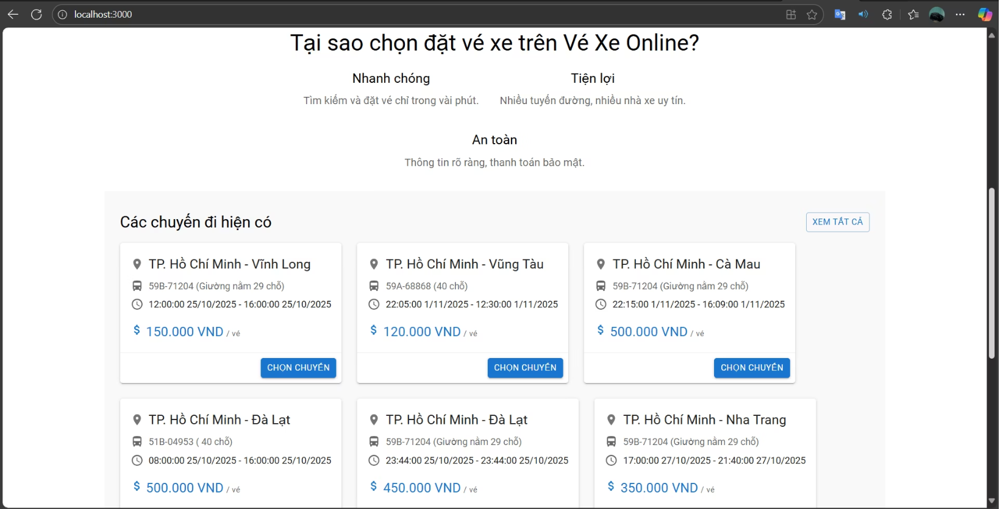 localhost:3000
Tại sao chọn đặt vé xe trên Vé Xe Online?
Nhanh chóng
Tiện lợi
Tìm kiếm và đặt vé chỉ trong vài phút.
Nhiều tuyến đường, nhiều nhà xe uy tín.
An toàn
Thông tin rõ ràng, thanh toán bảo mật.
Các chuyến đi hiện có
XEM TẤT CẢ
TP. Hồ Chí Minh - Vĩnh Long
59B-71204 (Giường nằm 29 chỗ)
12:00:00 25/10/2025 - 16:00:00 25/10/2025
$ 150.000 VND / vé
CHỌN CHUYẾN
TP. Hồ Chí Minh - Vũng Tàu
59A-68868 (40 chỗ)
22:05:00 1/11/2025 - 12:30:00 1/11/2025
$ 120.000 VND / vé
CHỌN CHUYẾN
TP. Hồ Chí Minh - Cà Mau
59B-71204 (Giường nằm 29 chỗ)
22:15:00 1/11/2025 - 16:09:00 1/11/2025
$ 500.000 VND / vé
CHỌN CHUYẾN
TP. Hồ Chí Minh - Đà Lạt
51B-04953 ( 40 chỗ)
08:00:00 25/10/2025 - 16:00:00 25/10/2025
$ 500.000 VND / vé
TP. Hồ Chí Minh - Đà Lạt
59B-71204 (Giường nằm 29 chỗ)
23:44:00 25/10/2025 - 23:44:00 25/10/2025
$ 450.000 VND / vé
TP. Hồ Chí Minh - Nha Trang
59B-71204 (Giường nằm 29 chỗ)
17:00:00 27/10/2025 - 21:40:00 27/10/2025
$ 350.000 VND / vé